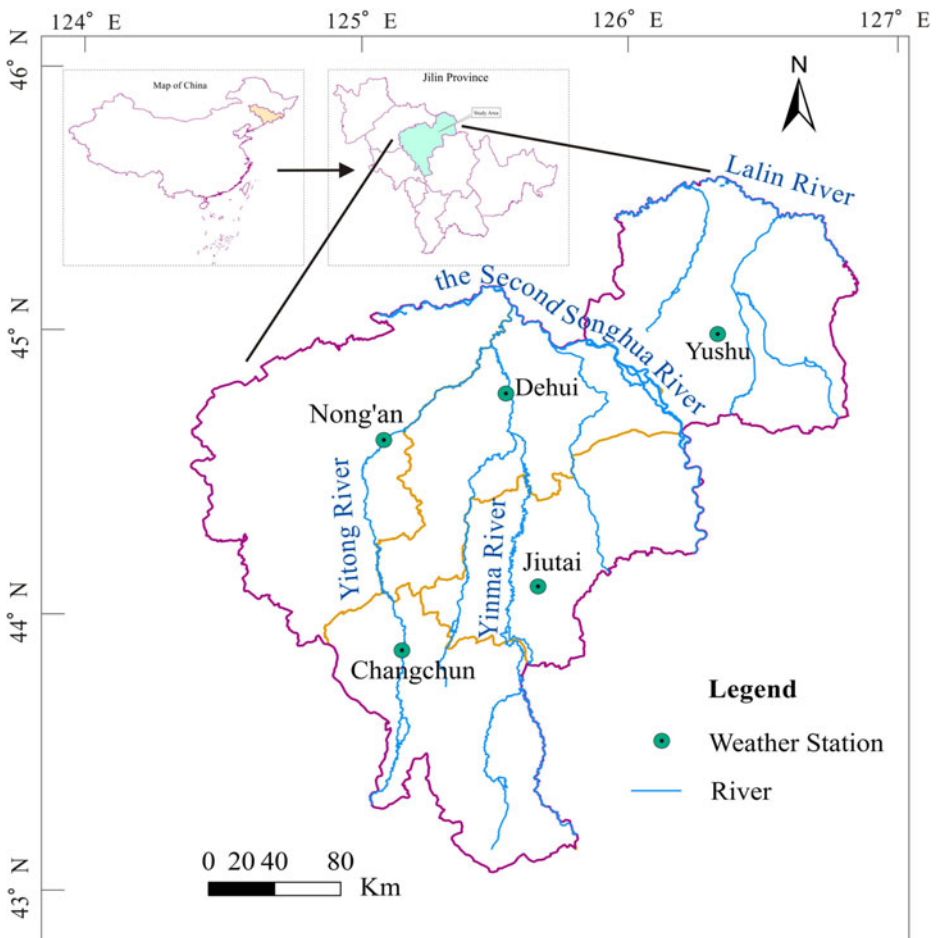 124° E
125° E
126° E
127° E
46° N
45° N
44° N
43° N
Map of China
Jilin Province
Study Area
N
Lalin River
the Second Songhua River
Yushu
Dehui
Nong'an
Yitong River
Yinma River
Jiutai
Changchun
Legend
Weather Station
River
0 20 40 80
Km